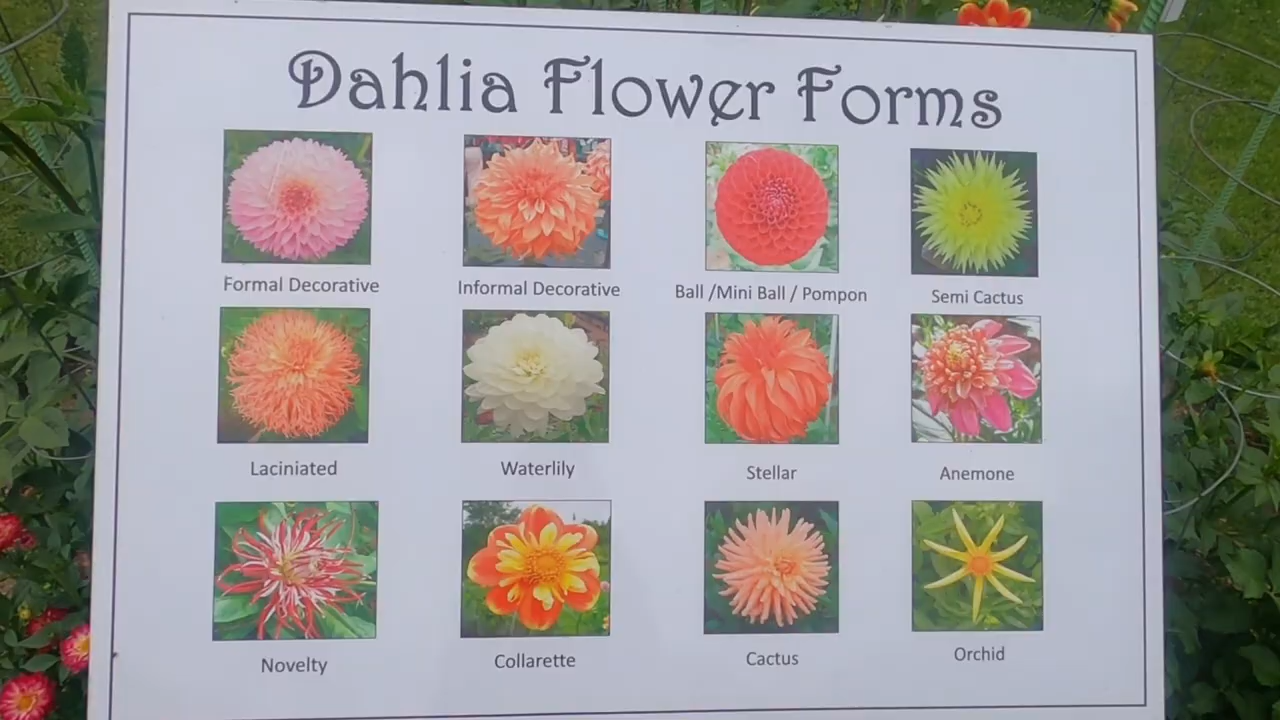 Dahlia Flower Forms
Formal Decorative
Informal Decorative
Ball /Mini Ball / Pompon
Semi Cactus
Laciniated
Waterlily
Stellar
Anemone
Novelty
Collarette
Cactus
Orchid